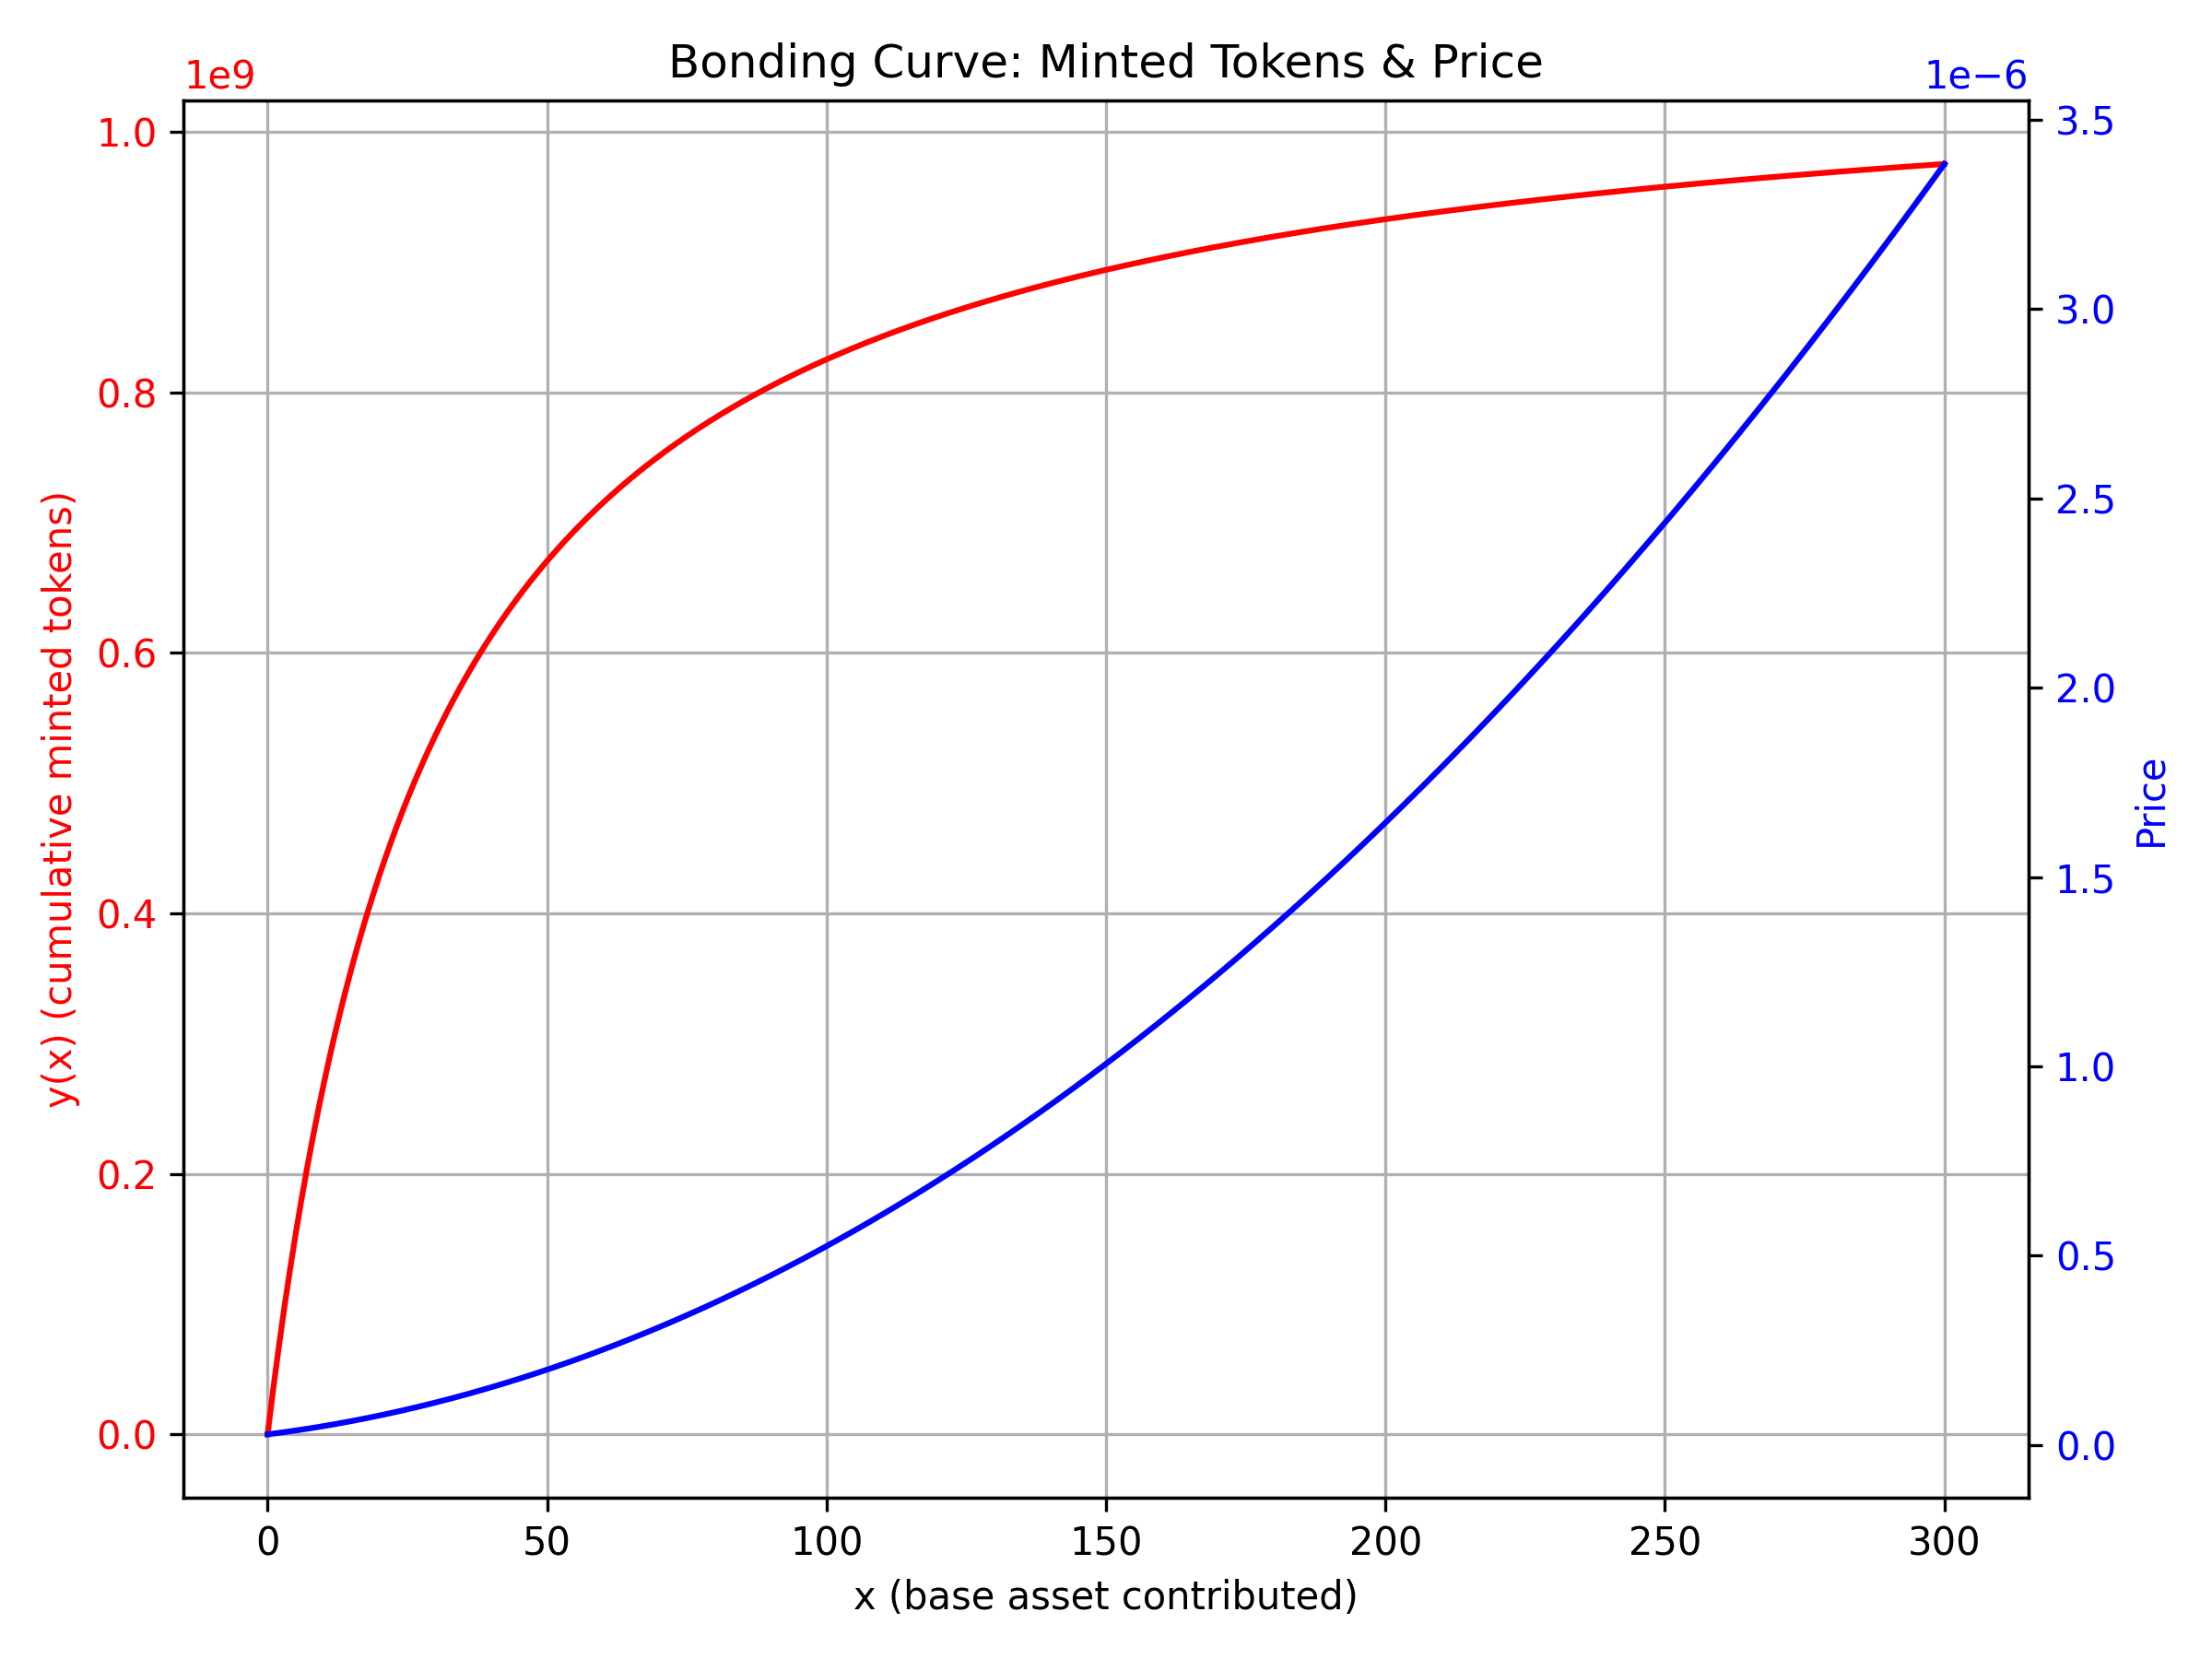 Bonding Curve: Minted Tokens & Price
1e9
1e−6
1.0
0.8
0.6
0.4
0.2
0.0
y(x) (cumulative minted tokens)
3.5
3.0
2.5
2.0
1.5
1.0
0.5
0.0
Price
0 50 100 150 200 250 300
x (base asset contributed)